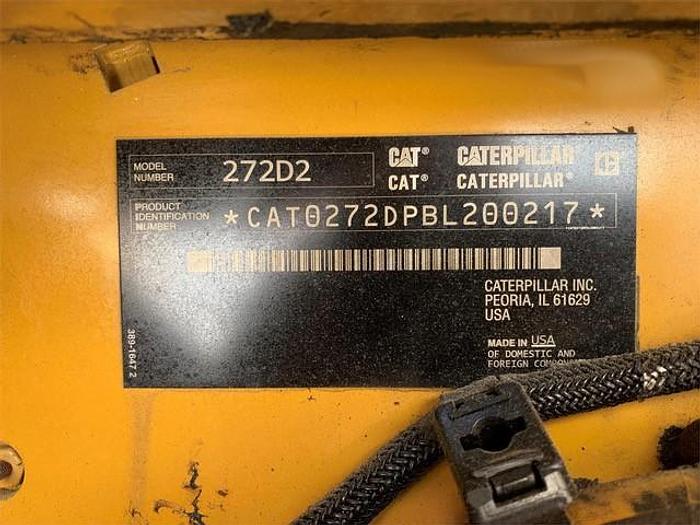 MODEL NUMBER 272D2
CAT® CATERPILLAR
CAT® CATERPILLAR®
PRODUCT IDENTIFICATION NUMBER *CAT0272DPBL200217*
CATERPILLAR INC.
PEORIA, IL 61629
USA
MADE IN USA
OF DOMESTIC AND
FOREIGN
389-1647 2